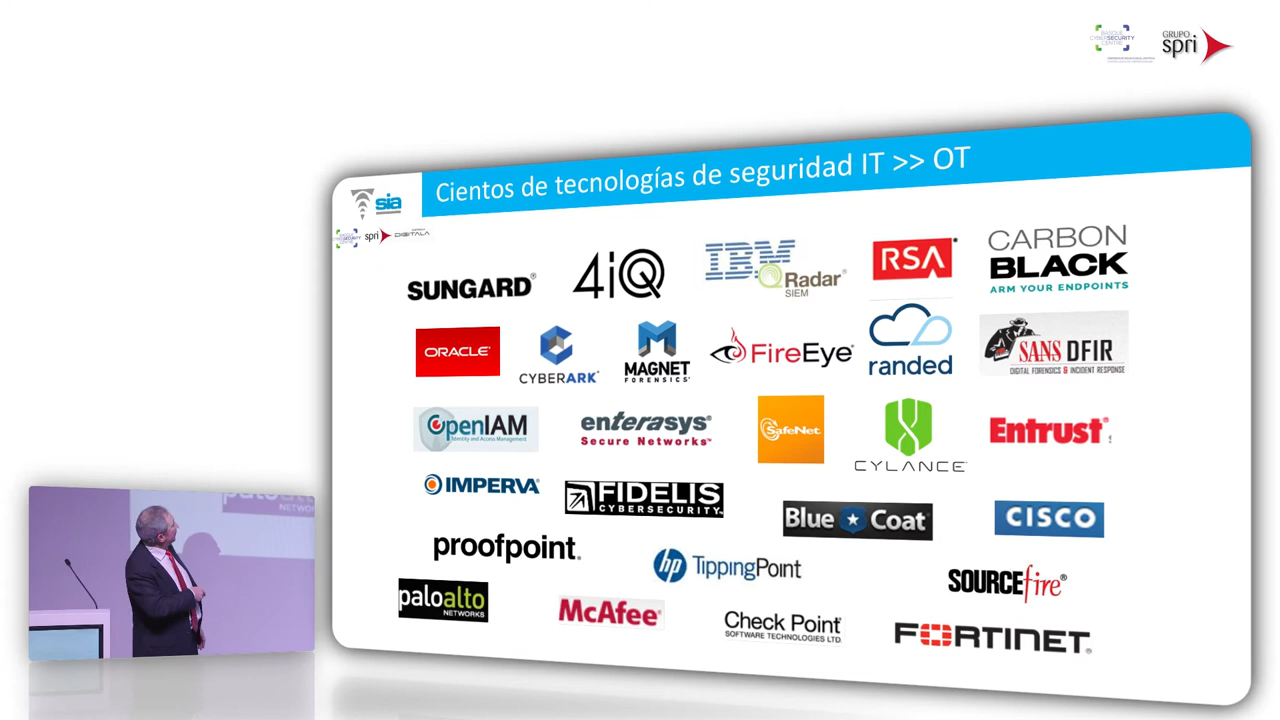 BASQUE
CYBERSECURITY
CENTRE
GRUPO
spri
Cientos de tecnologías de seguridad IT >> OT
sia
spri
DIGITALA
SUNGARD®
4iQ
IBM
QRadar®
SIEM
RSA
CARBON
BLACK
ARM YOUR ENDPOINTS
ORACLE®
CYBERARK®
MAGNET
FORENSICS®
FireEye®
randed
SANS DFIR
DIGITAL FORENSICS & INCIDENT RESPONSE
OpenIAM
Identity and Access Management
enterasys®
Secure Networks™
SafeNet
CYLANCE
Entrust®
IMPERVA®
FIDELIS
CYBERSECURITY
Blue Coat
CISCO
proofpoint
hp TippingPoint
SOURCEfire®
paloalto
NETWORKS
McAfee®
Check Point
SOFTWARE TECHNOLOGIES LTD.
FORTINET
paloalto
NETWOR